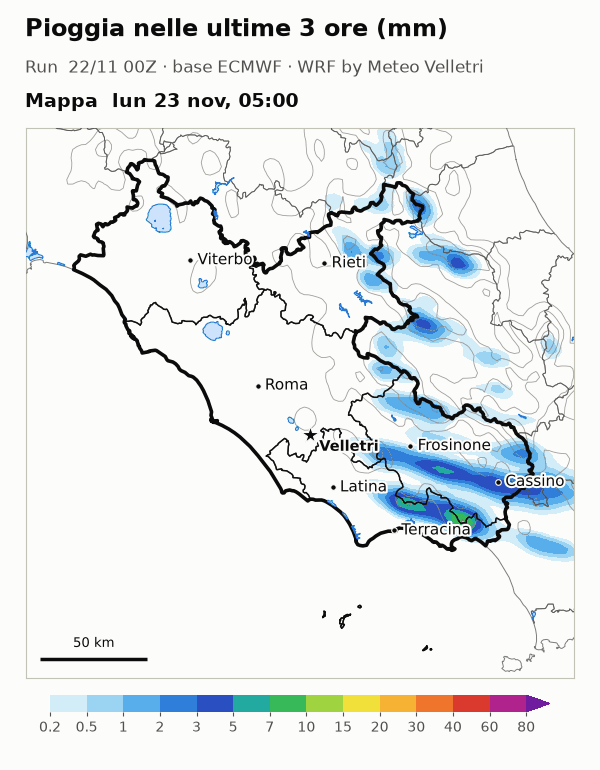 Pioggia nelle ultime 3 ore (mm)
Run  22/11 00Z · base ECMWF · WRF by Meteo Velletri
Mappa  lun 23 nov, 05:00
Viterbo
Rieti
Roma
Velletri
Frosinone
Latina
Cassino
Terracina
50 km
0.2 0.5 1 2 3 5 7 10 15 20 30 40 60 80